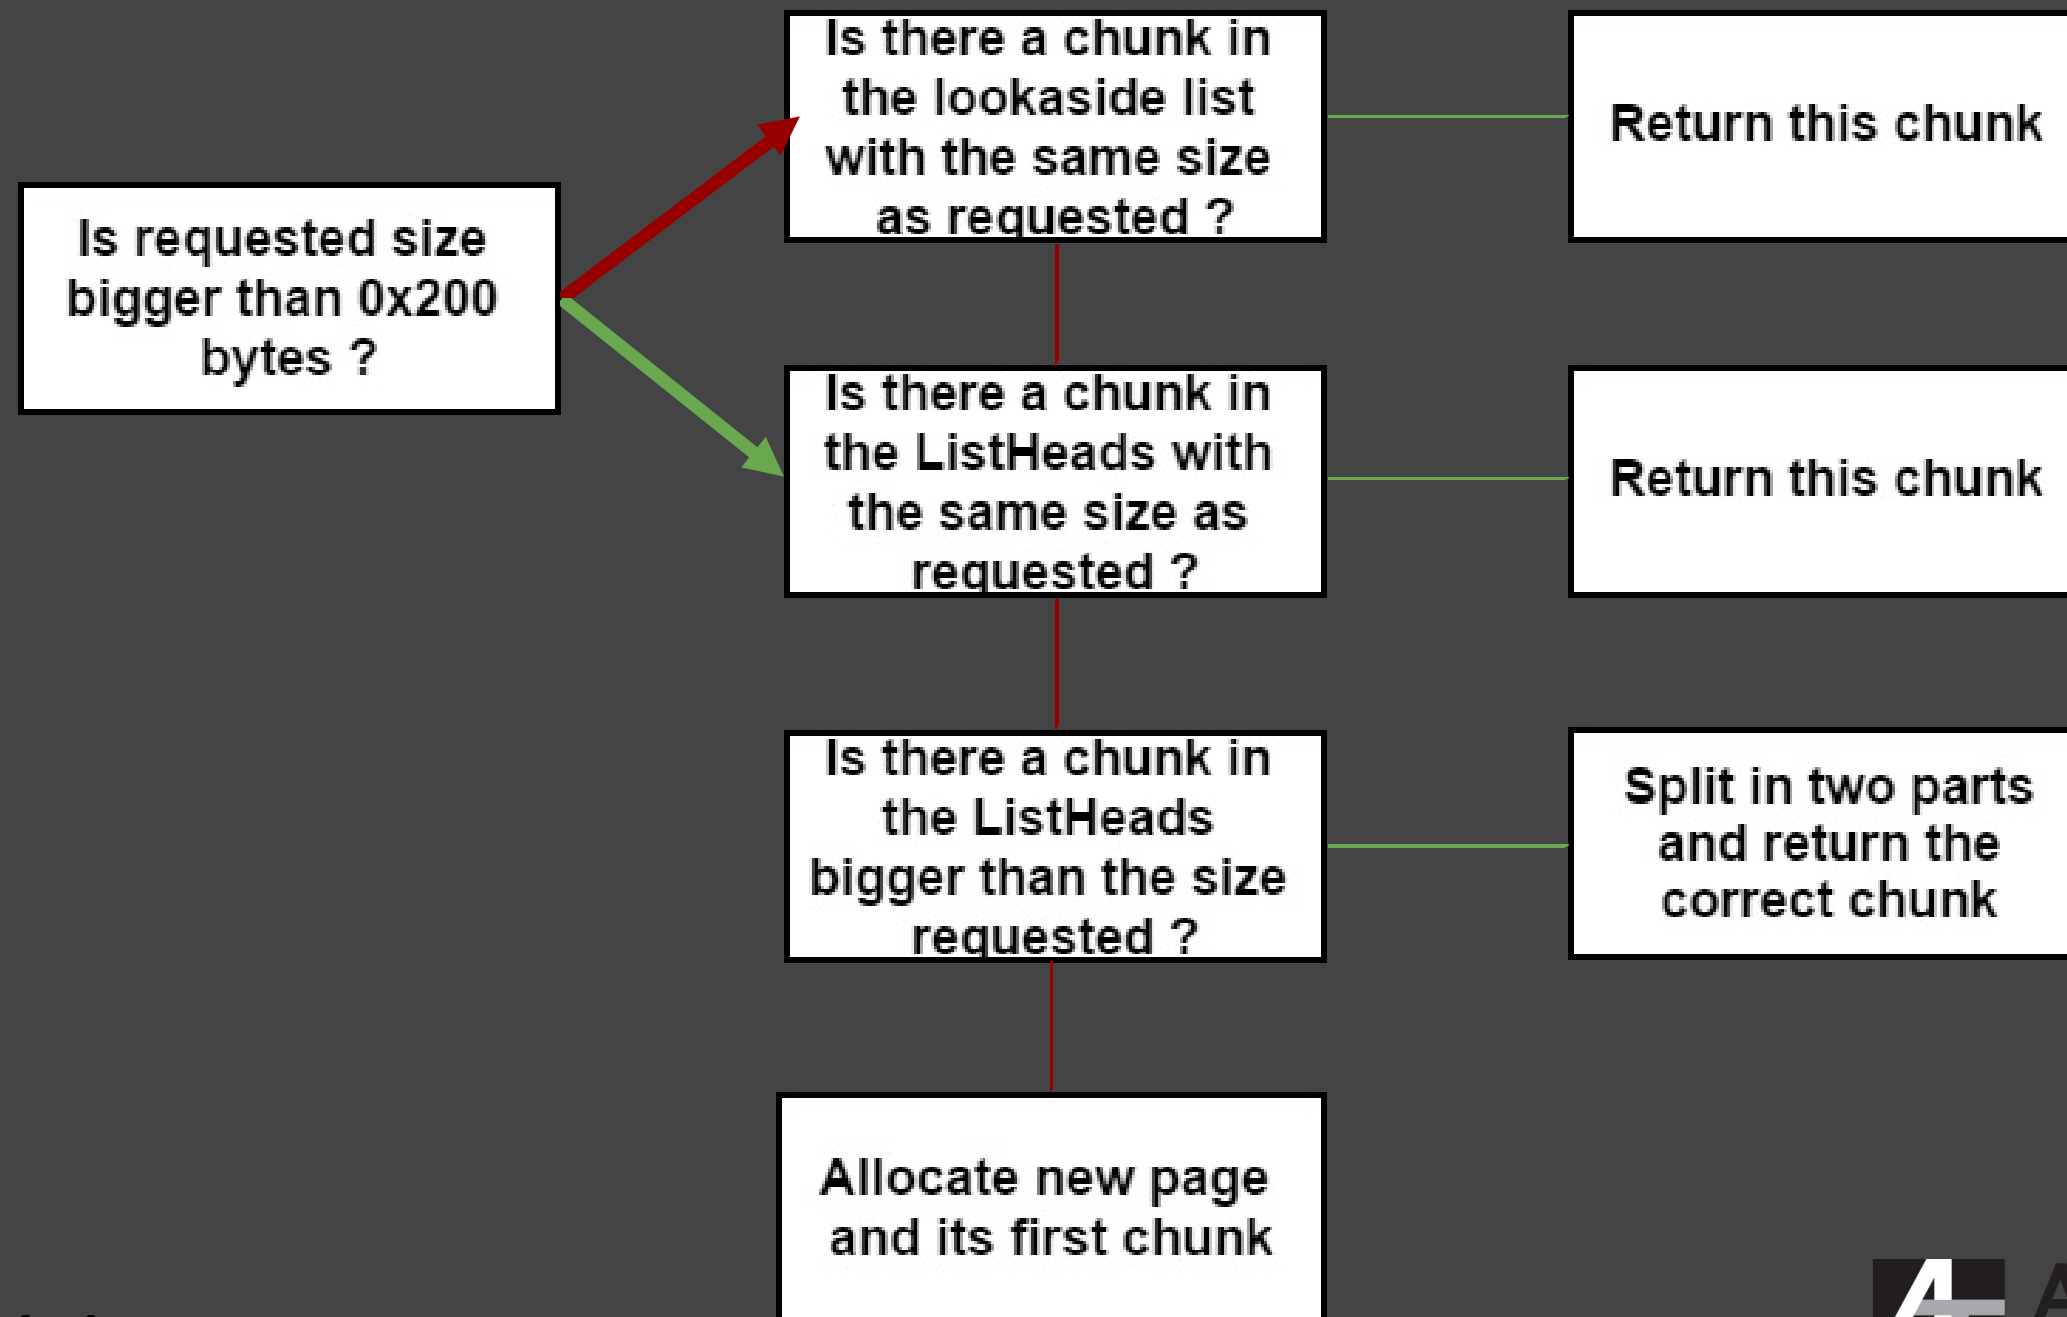 Is requested size
bigger than 0x200
bytes ?
Is there a chunk in
the lookaside list
with the same size
as requested ?
Return this chunk
Is there a chunk in
the ListHeads with
the same size as
requested ?
Return this chunk
Is there a chunk in
the ListHeads
bigger than the size
requested ?
Split in two parts
and return the
correct chunk
Allocate new page
and its first chunk